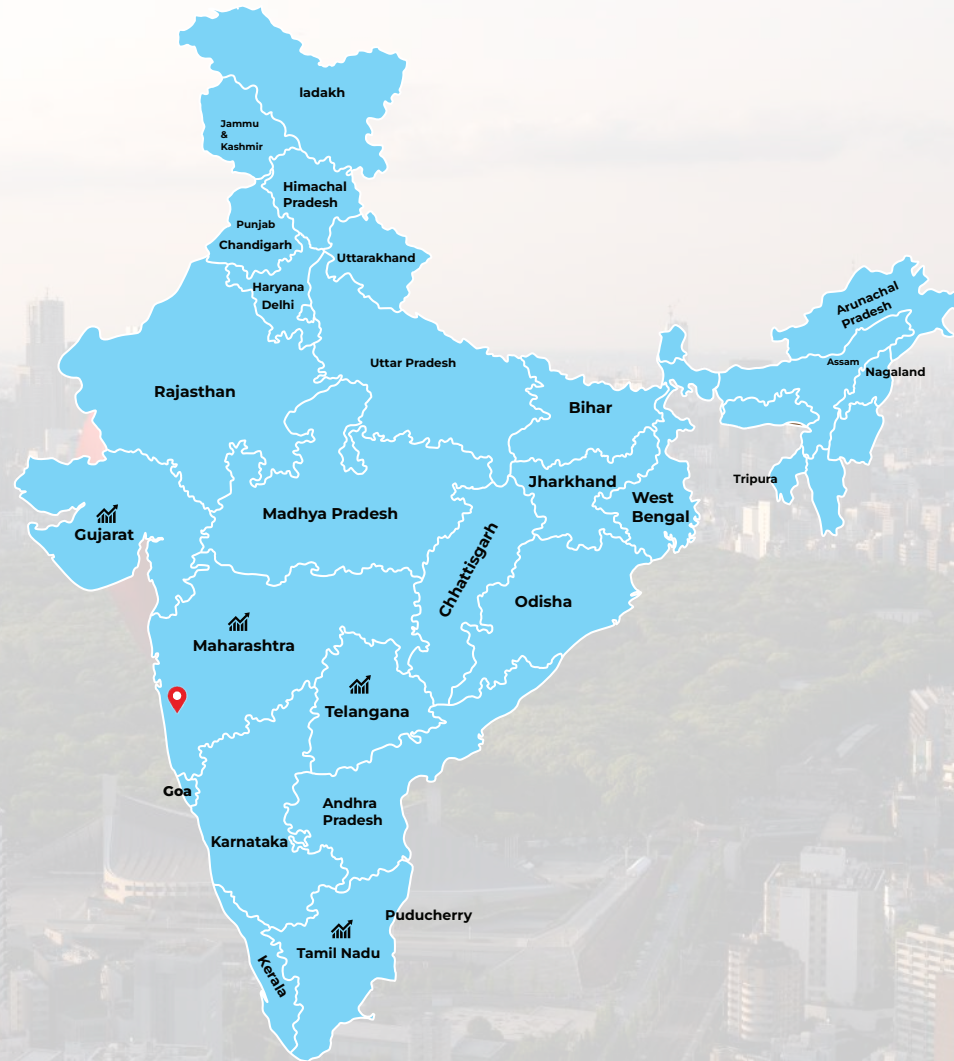 ladakh
Jammu
&
Kashmir
Himachal
Pradesh
Punjab
Chandigarh
Uttarakhand
Haryana
Delhi
Arunachal
Pradesh
Uttar Pradesh
Assam
Nagaland
Rajasthan
Bihar
Jharkhand
Tripura
West
Bengal
Madhya Pradesh
Gujarat
Chhattisgarh
Odisha
Maharashtra
Telangana
Goa
Andhra
Pradesh
Karnataka
Puducherry
Tamil Nadu
Kerala